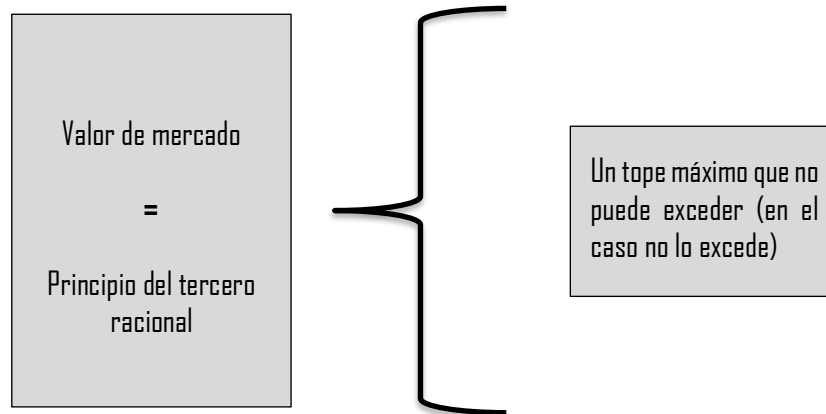 Valor de mercado
=
Principio del tercero
racional
Un tope máximo que no
puede exceder (en el
caso no lo excede)